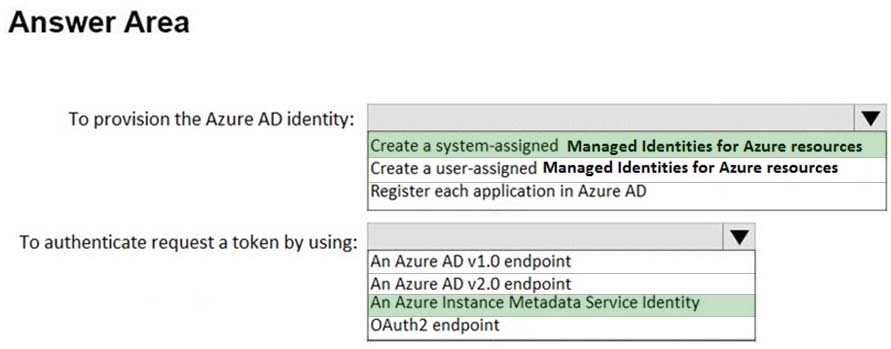 Answer Area
To provision the Azure AD identity:
Create a system-assigned Managed Identities for Azure resources
Create a user-assigned Managed Identities for Azure resources
Register each application in Azure AD
To authenticate request a token by using:
An Azure AD v1.0 endpoint
An Azure AD v2.0 endpoint
An Azure Instance Metadata Service Identity
OAuth2 endpoint